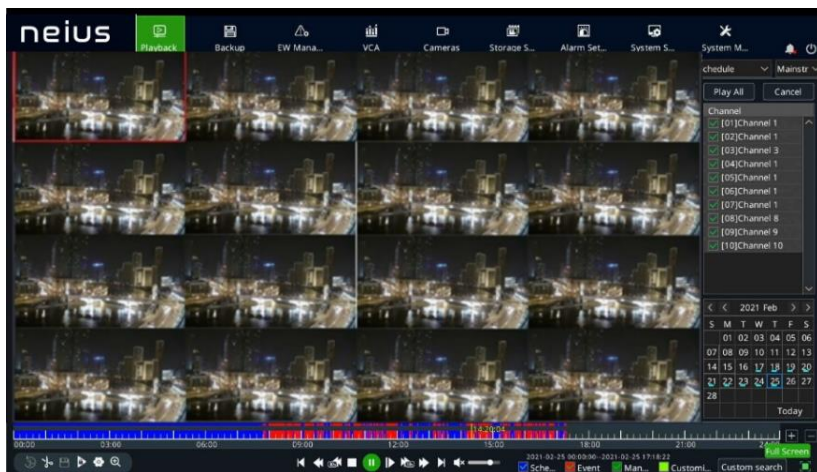 neius
Playback
Backup
EW Mana...
VCA
Cameras
Storage S...
Alarm Set...
System S...
System M...
chedule
Mainstr
Play All
Cancel
Channel
[01]Channel 1
[02]Channel 1
[03]Channel 3
[04]Channel 1
[05]Channel 1
[06]Channel 1
[07]Channel 1
[08]Channel 8
[09]Channel 9
[10]Channel 10
2021 Feb
S M T W T F S
01 02 03 04 05 06
07 08 09 10 11 12 13
14 15 16 17 18 19 20
21 22 23 24 25 26 27
28
Today
14:20:04
00:00 03:00 06:00 09:00 12:00 15:00 18:00 21:00
Full Screen
2021-02-25 00:00:00--2021-02-25 17:18:22
Sche... Event Man... Customi... Custom search